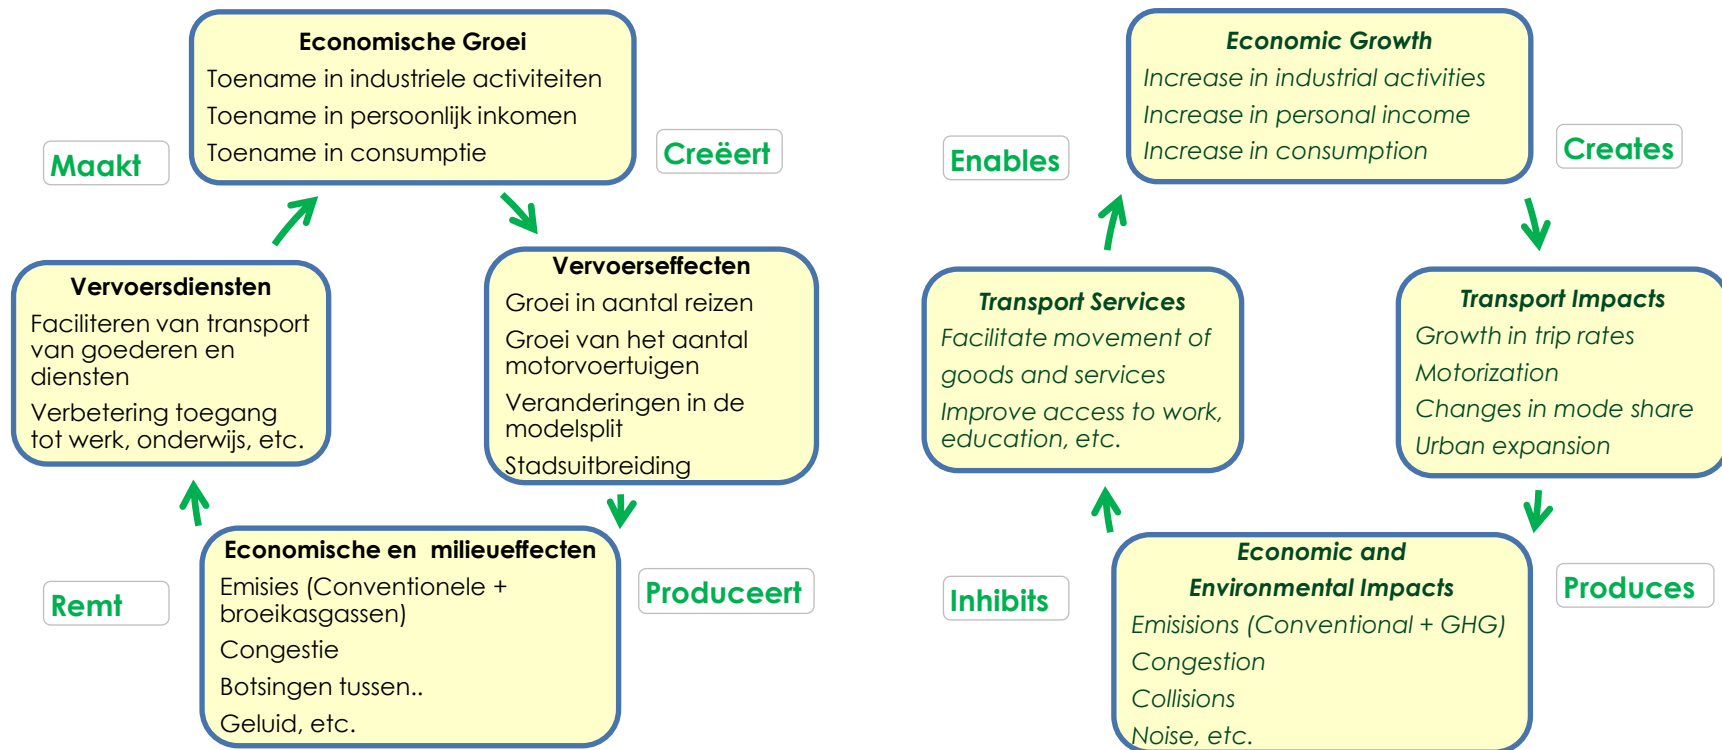 Economische Groei
Toename in industriele activiteiten
Toename in persoonlijk inkomen
Toename in consumptie
Maakt
Creëert
Vervoersdiensten
Faciliteren van transport
van goederen en
diensten
Verbetering toegang
tot werk, onderwijs, etc.
Vervoerseffecten
Groei in aantal reizen
Groei van het aantal
motorvoertuigen
Veranderingen in de
modelsplit
Stadsuitbreiding
Economische en milieueffecten
Emisies (Conventionele +
broeikasgassen)
Congestie
Botsingen tussen..
Geluid, etc.
Remt
Produceert
Economic Growth
Increase in industrial activities
Increase in personal income
Increase in consumption
Enables
Creates
Transport Services
Facilitate movement of
goods and services
Improve access to work,
education, etc.
Transport Impacts
Growth in trip rates
Motorization
Changes in mode share
Urban expansion
Economic and
Environmental Impacts
Emisisions (Conventional + GHG)
Congestion
Collisions
Noise, etc.
Inhibits
Produces